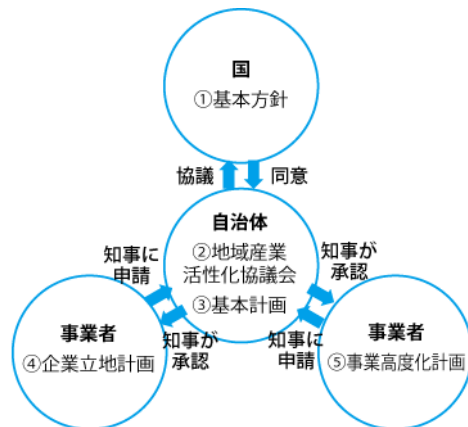 国
①基本方針
協議
同意
自治体
②地域産業
活性化協議会
③基本計画
知事に
申請
知事が
承認
事業者
④企業立地計画
知事が
承認
知事に
申請
事業者
⑤事業高度化計画